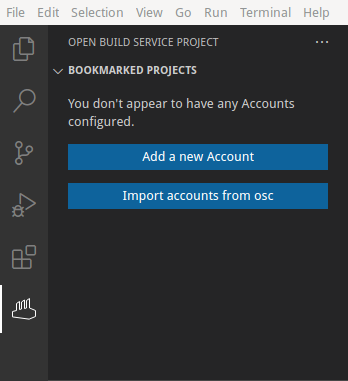 File Edit Selection View Go Run Terminal Help
OPEN BUILD SERVICE PROJECT
BOOKMARKED PROJECTS
You don't appear to have any Accounts
configured.
Add a new Account
Import accounts from osc